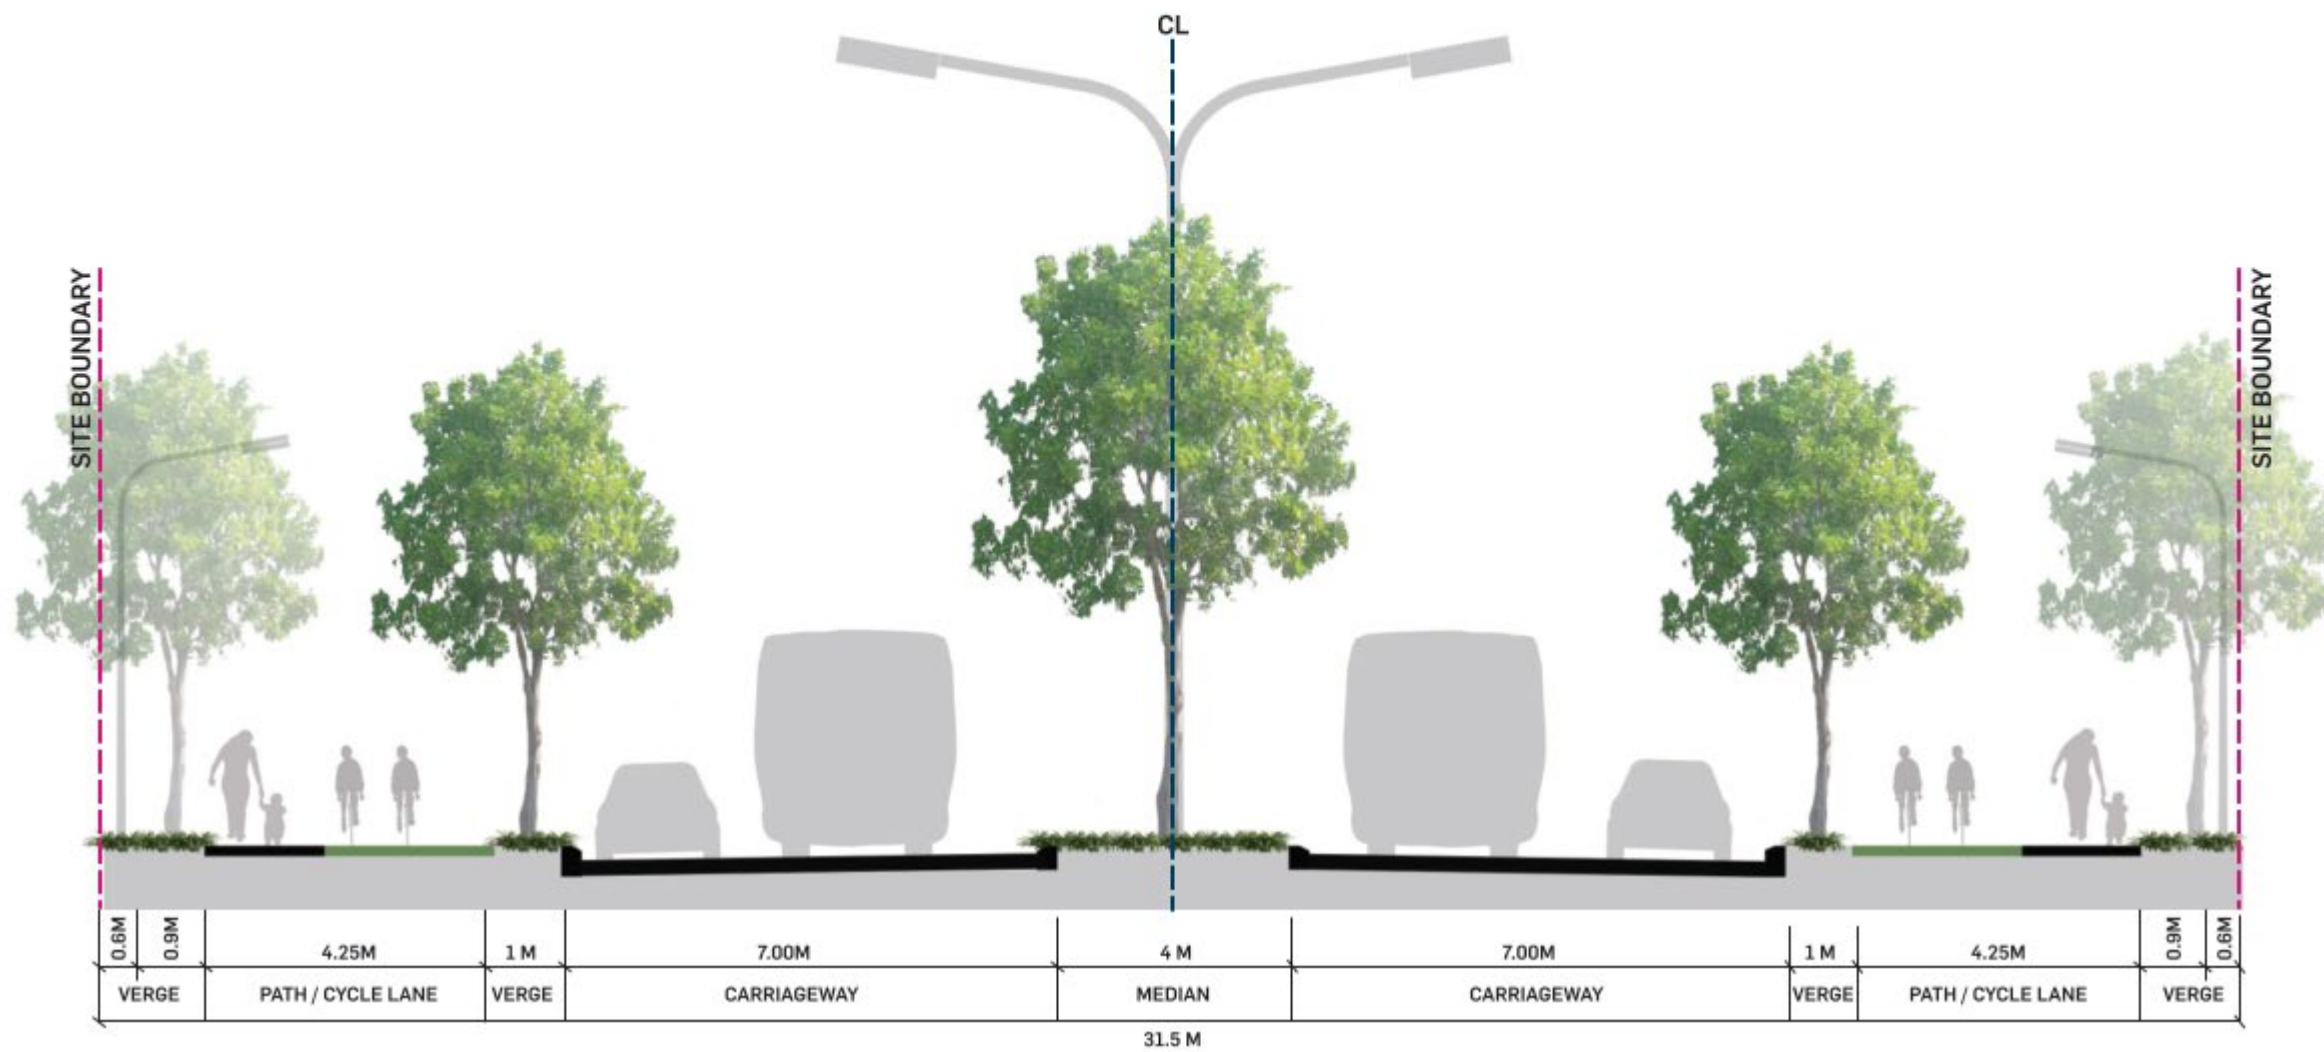 CL
SITE BOUNDARY
SITE BOUNDARY
0.6M 0.9M 4.25M 1 M 7.00M 4 M 7.00M 1 M 4.25M 0.9M 0.6M
VERGE PATH / CYCLE LANE VERGE CARRIAGEWAY MEDIAN CARRIAGEWAY VERGE PATH / CYCLE LANE VERGE
31.5 M